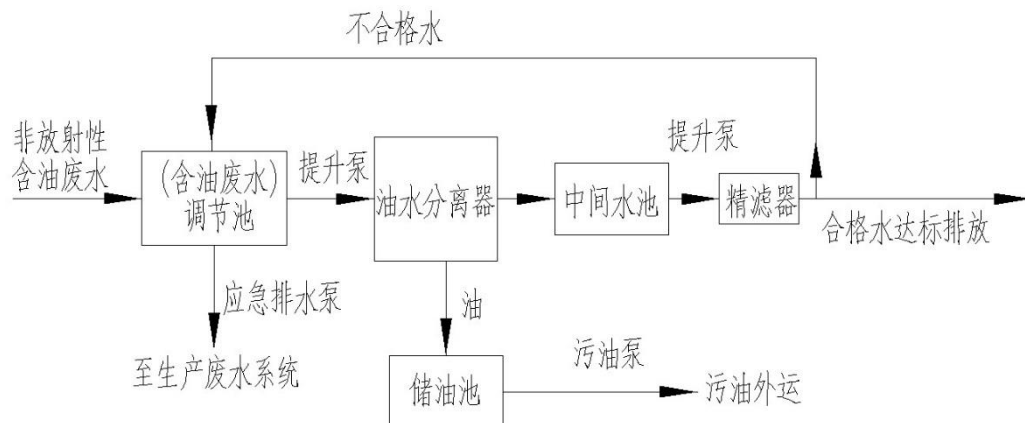 不合格水
非放射性
含油废水
(含油废水)
调节池
提升泵
油水分离器
中间水池
提升泵
精滤器
合格水达标排放
应急排水泵
至生产废水系统
油
储油池
污油泵
污油外运